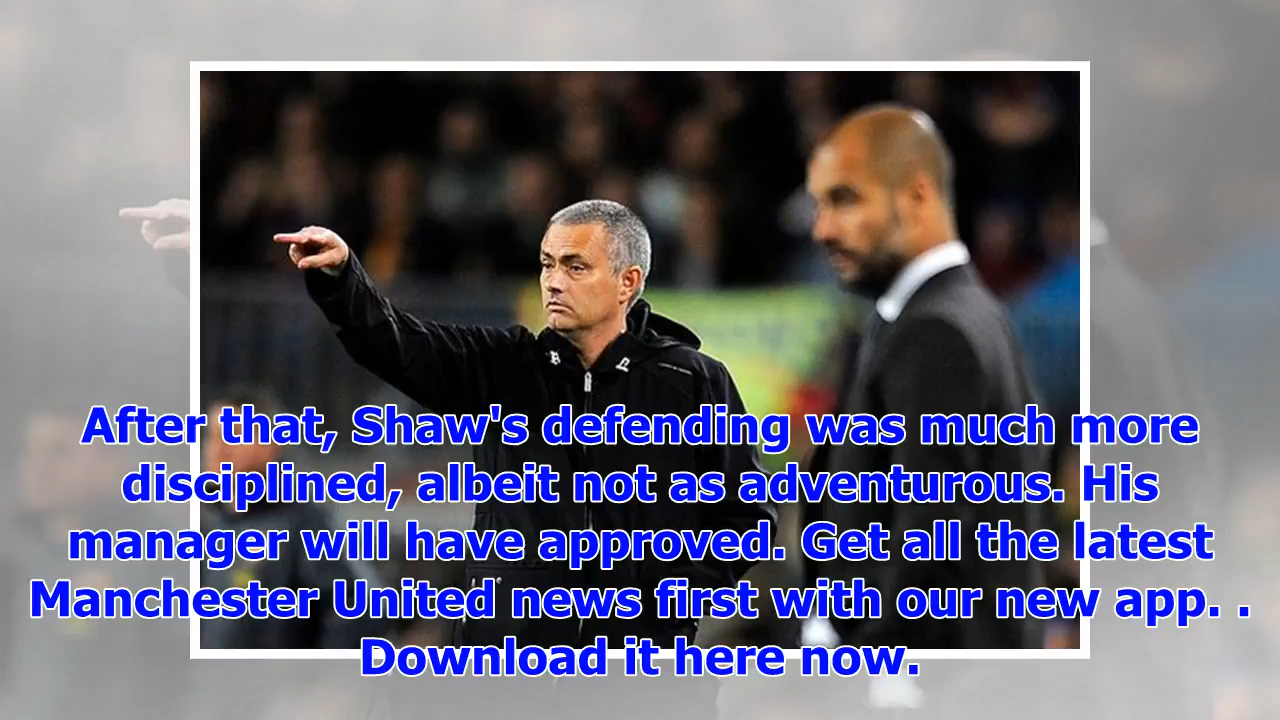 After that, Shaw's defending was much more
disciplined, albeit not as adventurous. His
manager will have approved. Get all the latest
Manchester United news first with our new app. .
Download it here now.